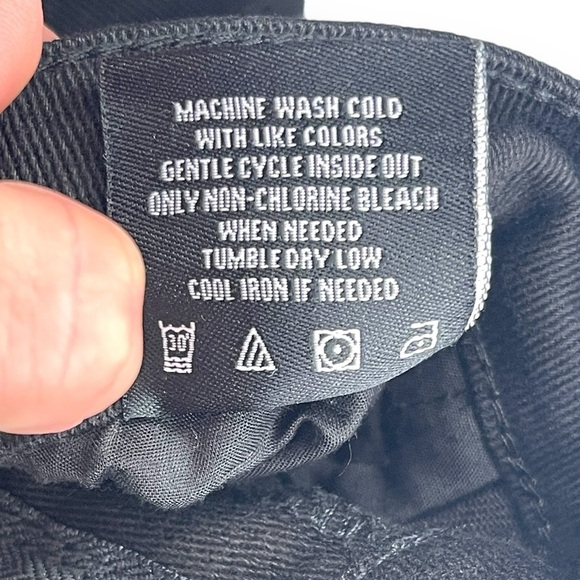 MACHINE WASH COLD
WITH LIKE COLORS
GENTLE CYCLE INSIDE OUT
ONLY NON-CHLORINE BLEACH
WHEN NEEDED
TUMBLE DRY LOW
COOL IRON IF NEEDED
30°